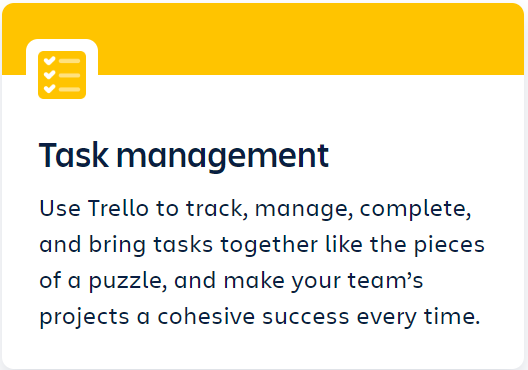 Task management
Use Trello to track, manage, complete,
and bring tasks together like the pieces
of a puzzle, and make your team’s
projects a cohesive success every time.